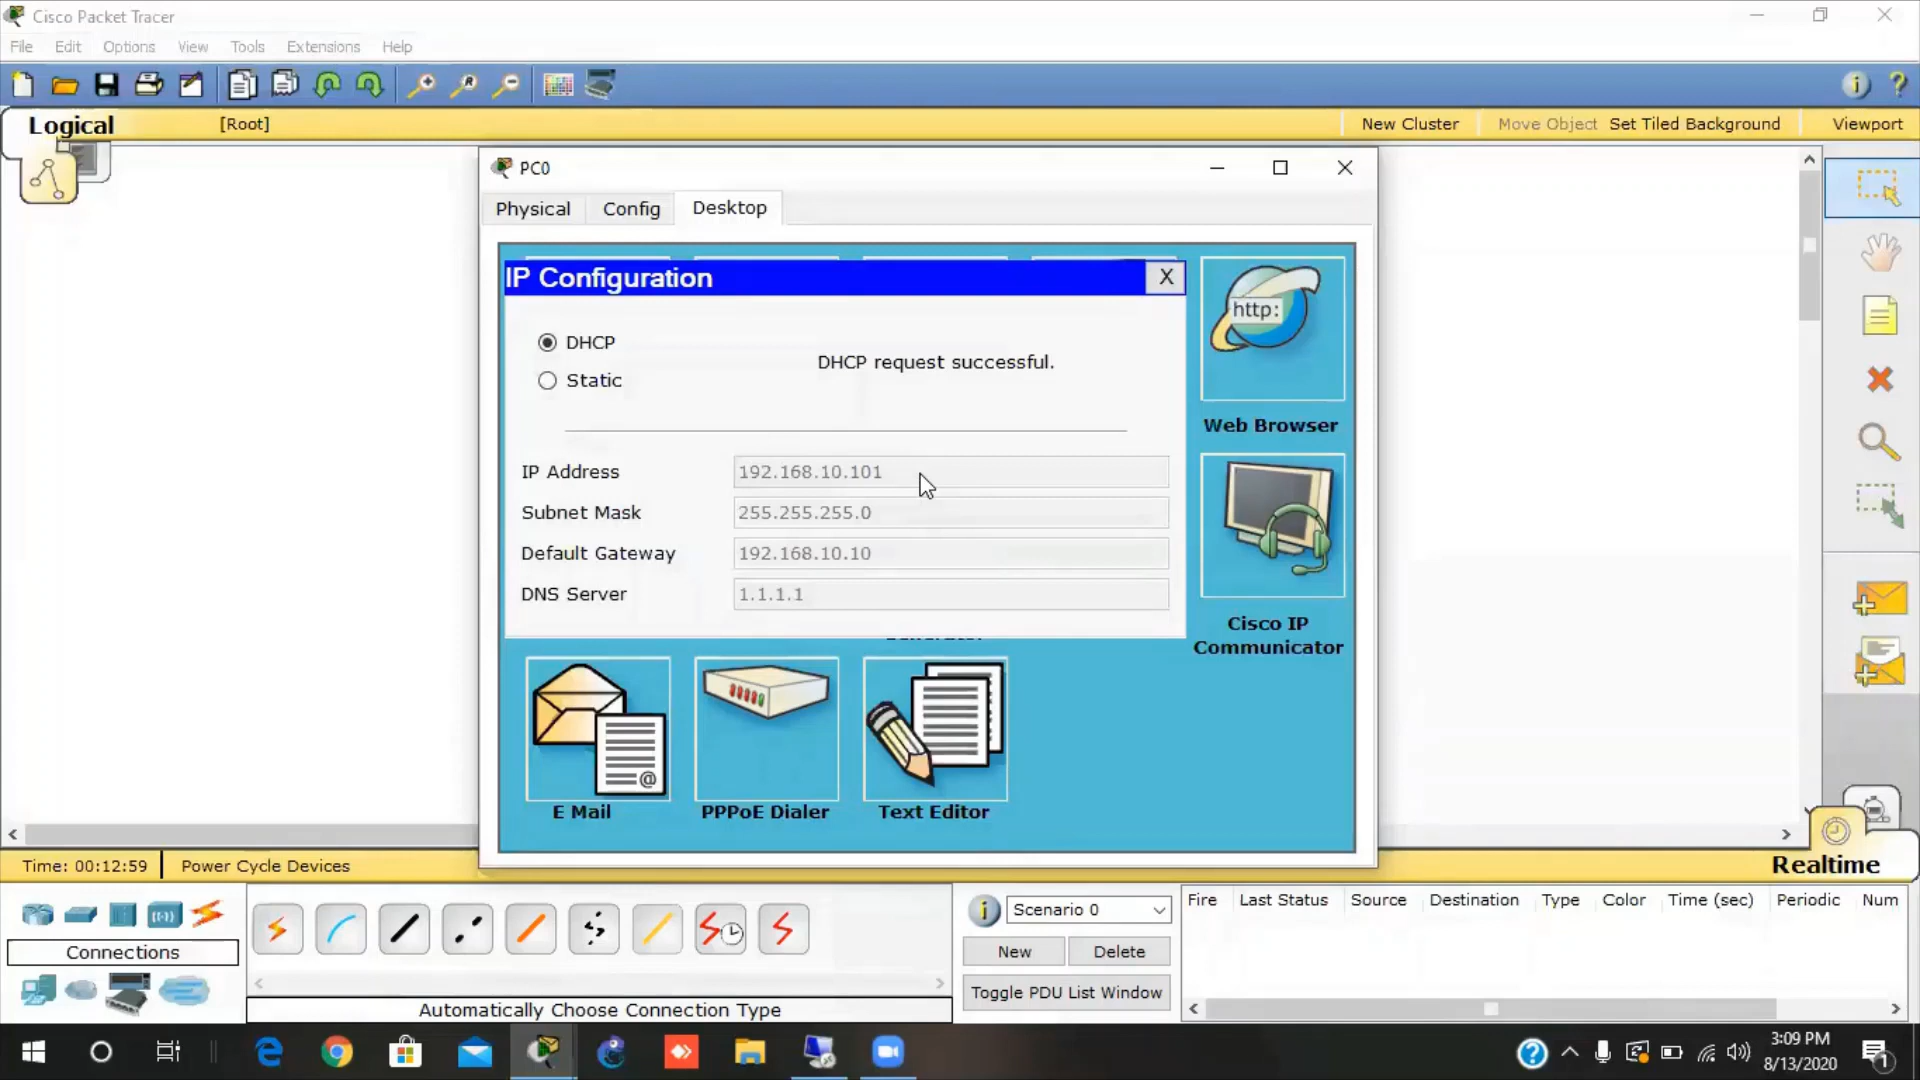 Cisco Packet Tracer
File Edit Options View Tools Extensions Help
Logical [Root] New Cluster Move Object Set Tiled Background Viewport
PC0
Physical Config Desktop
IP Configuration X
http:
DHCP
DHCP request successful.
Static
Web Browser
IP Address 192.168.10.101
Subnet Mask 255.255.255.0
Default Gateway 192.168.10.10
DNS Server 1.1.1.1
Cisco IP
Communicator
@
E Mail PPPoE Dialer Text Editor
Time: 00:12:59 Power Cycle Devices Realtime
Scenario 0
Fire Last Status Source Destination Type Color Time (sec) Periodic Num
Connections
New Delete
Toggle PDU List Window
Automatically Choose Connection Type
3:09 PM
8/13/2020
1